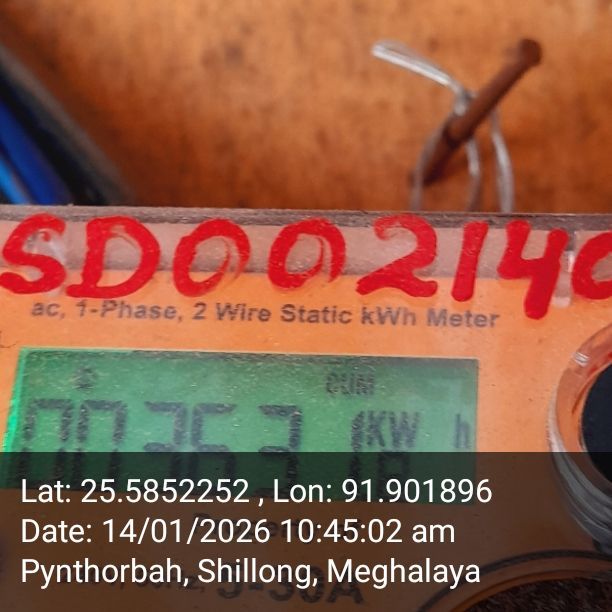 SD002140
ac, 1-Phase, 2 Wire Static kWh Meter
CUM
KW h
Lat: 25.5852252 , Lon: 91.901896
Date: 14/01/2026 10:45:02 am
Pynthorbah, Shillong, Meghalaya